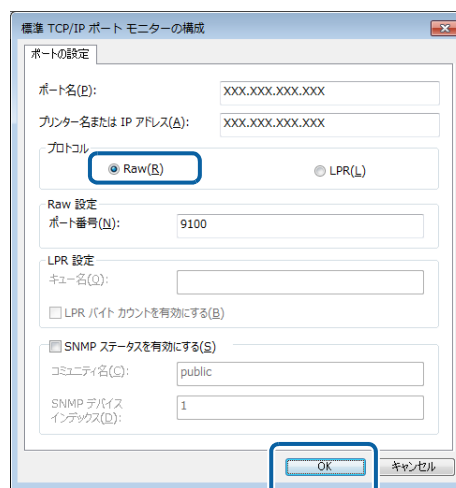 標準 TCP/IP ポート モニターの構成
ポートの設定
ポート名(P): XXX.XXX.XXX.XXX
プリンター名または IP アドレス(A): XXX.XXX.XXX.XXX
プロトコル
Raw(R) LPR(L)
Raw 設定
ポート番号(N): 9100
LPR 設定
キュー名(Q):
LPR バイト カウントを有効にする(B)
SNMP ステータスを有効にする(S)
コミュニティ名(C): public
SNMP デバイス
インデックス(D): 1
OK キャンセル